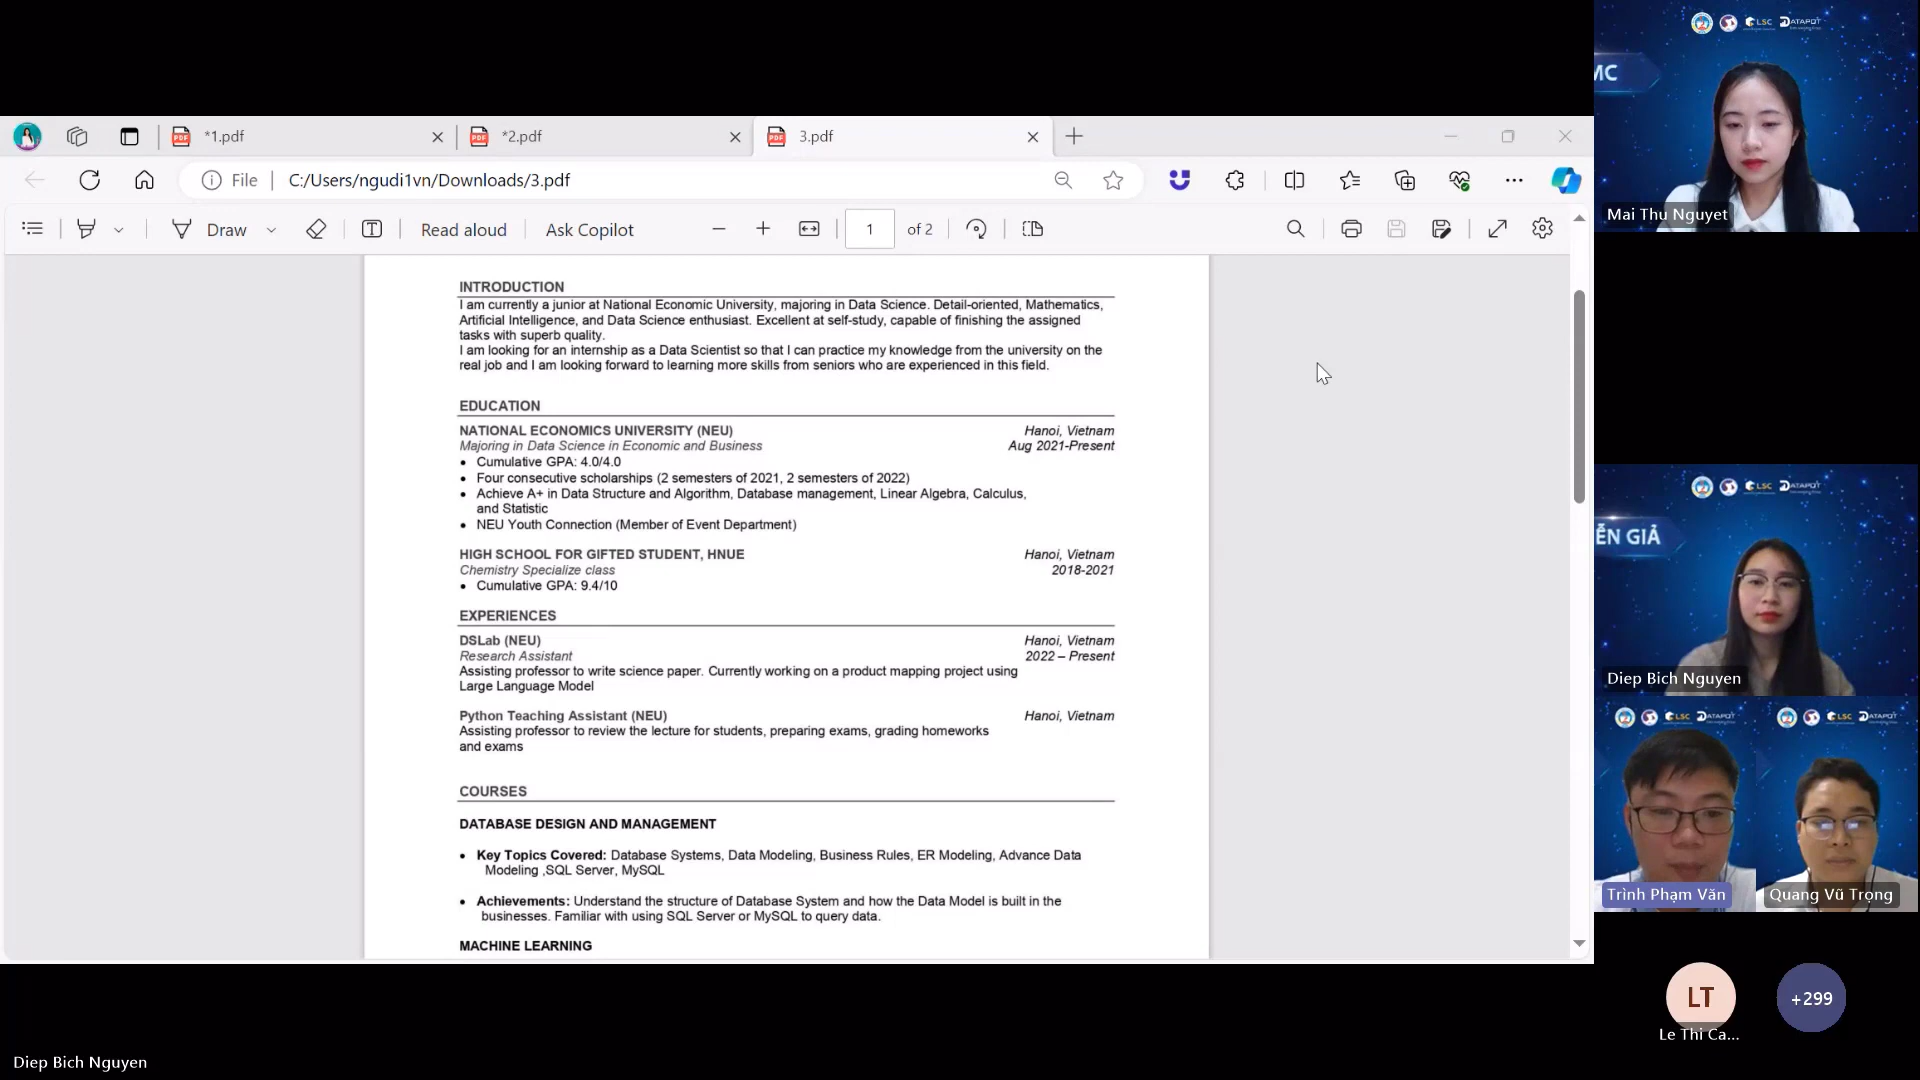 *1.pdf
*2.pdf
3.pdf
File
C:/Users/ngudi1vn/Downloads/3.pdf
Draw
Read aloud
Ask Copilot
1
of 2
INTRODUCTION
I am currently a junior at National Economic University, majoring in Data Science. Detail-oriented, Mathematics,
Artificial Intelligence, and Data Science enthusiast. Excellent at self-study, capable of finishing the assigned
tasks with superb quality.
I am looking for an internship as a Data Scientist so that I can practice my knowledge from the university on the
real job and I am looking forward to learning more skills from seniors who are experienced in this field.
EDUCATION
NATIONAL ECONOMICS UNIVERSITY (NEU) Hanoi, Vietnam
Majoring in Data Science in Economic and Business Aug 2021-Present
• Cumulative GPA: 4.0/4.0
• Four consecutive scholarships (2 semesters of 2021, 2 semesters of 2022)
• Achieve A+ in Data Structure and Algorithm, Database management, Linear Algebra, Calculus,
and Statistic
• NEU Youth Connection (Member of Event Department)
HIGH SCHOOL FOR GIFTED STUDENT, HNUE Hanoi, Vietnam
Chemistry Specialize class 2018-2021
• Cumulative GPA: 9.4/10
EXPERIENCES
DSLab (NEU) Hanoi, Vietnam
Research Assistant 2022 – Present
Assisting professor to write science paper. Currently working on a product mapping project using
Large Language Model
Python Teaching Assistant (NEU) Hanoi, Vietnam
Assisting professor to review the lecture for students, preparing exams, grading homeworks
and exams
COURSES
DATABASE DESIGN AND MANAGEMENT
• Key Topics Covered: Database Systems, Data Modeling, Business Rules, ER Modeling, Advance Data
Modeling ,SQL Server, MySQL
• Achievements: Understand the structure of Database System and how the Data Model is built in the
businesses. Familiar with using SQL Server or MySQL to query data.
MACHINE LEARNING
LSC DATAPOT
MC
Mai Thu Nguyet
LSC DATAPOT
ỄN GIẢ
Diep Bich Nguyen
LSC DATAPOT
Trình Phạm Văn
LSC DATAPOT
Quang Vũ Trọng
LT
Le Thi Ca...
+299
Diep Bich Nguyen